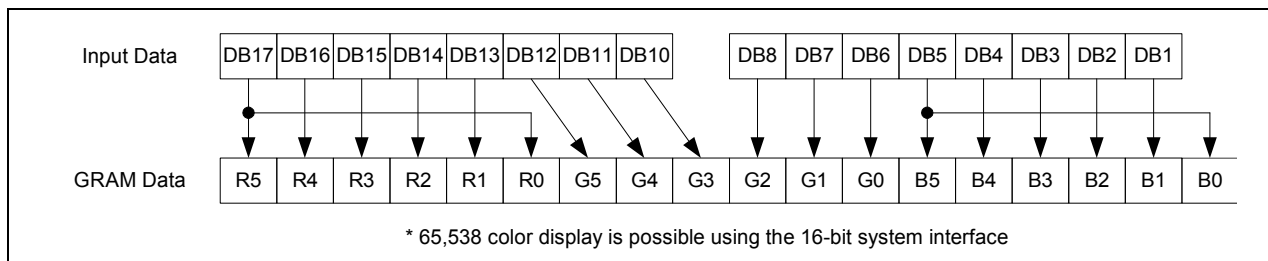 Input Data DB17 DB16 DB15 DB14 DB13 DB12 DB11 DB10 DB8 DB7 DB6 DB5 DB4 DB3 DB2 DB1
GRAM Data R5 R4 R3 R2 R1 R0 G5 G4 G3 G2 G1 G0 B5 B4 B3 B2 B1 B0
* 65,538 color display is possible using the 16-bit system interface